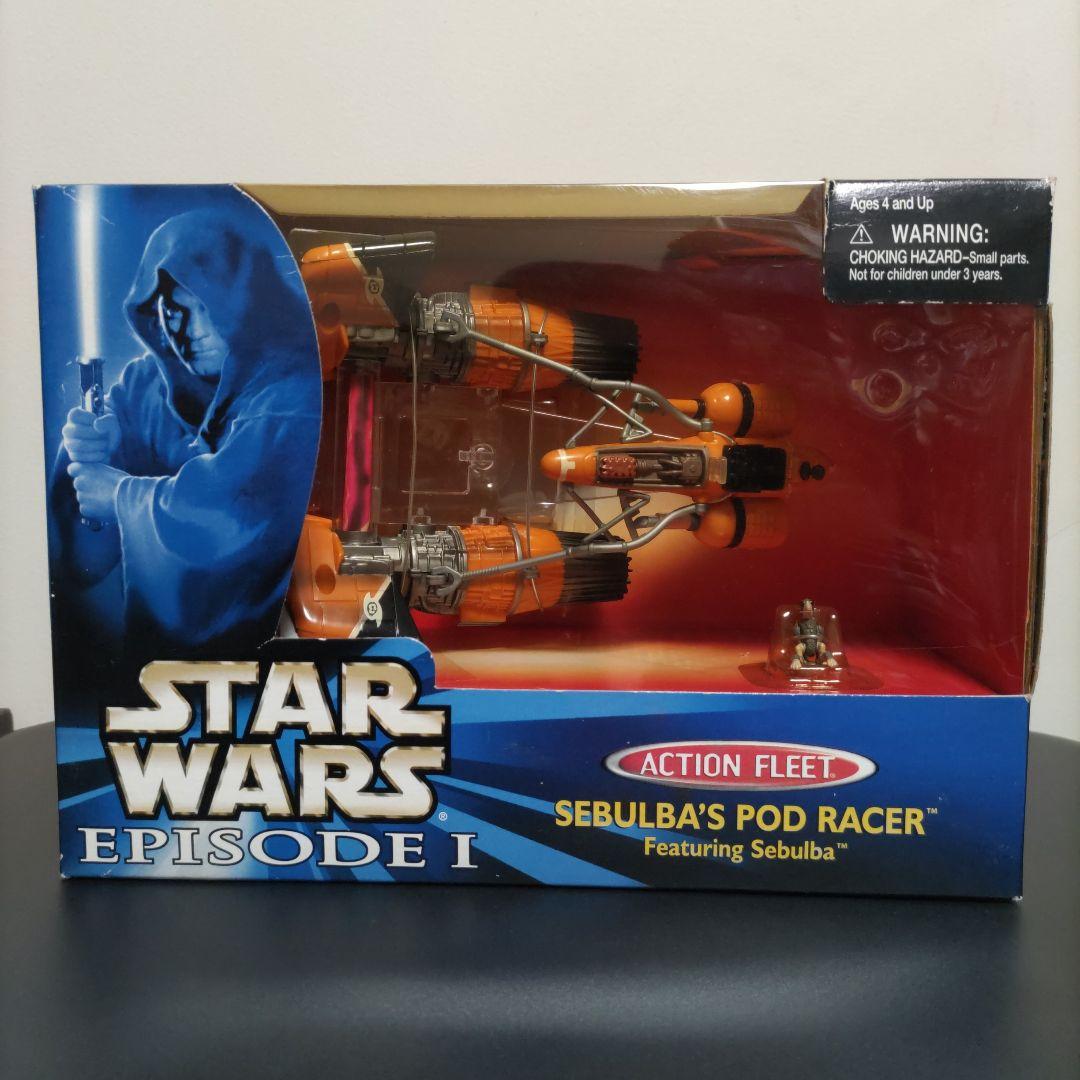 Ages 4 and Up
⚠ WARNING:
CHOKING HAZARD–Small parts.
Not for children under 3 years.
STAR
WARS®
EPISODE I
ACTION FLEET®
SEBULBA'S POD RACER™
Featuring Sebulba™